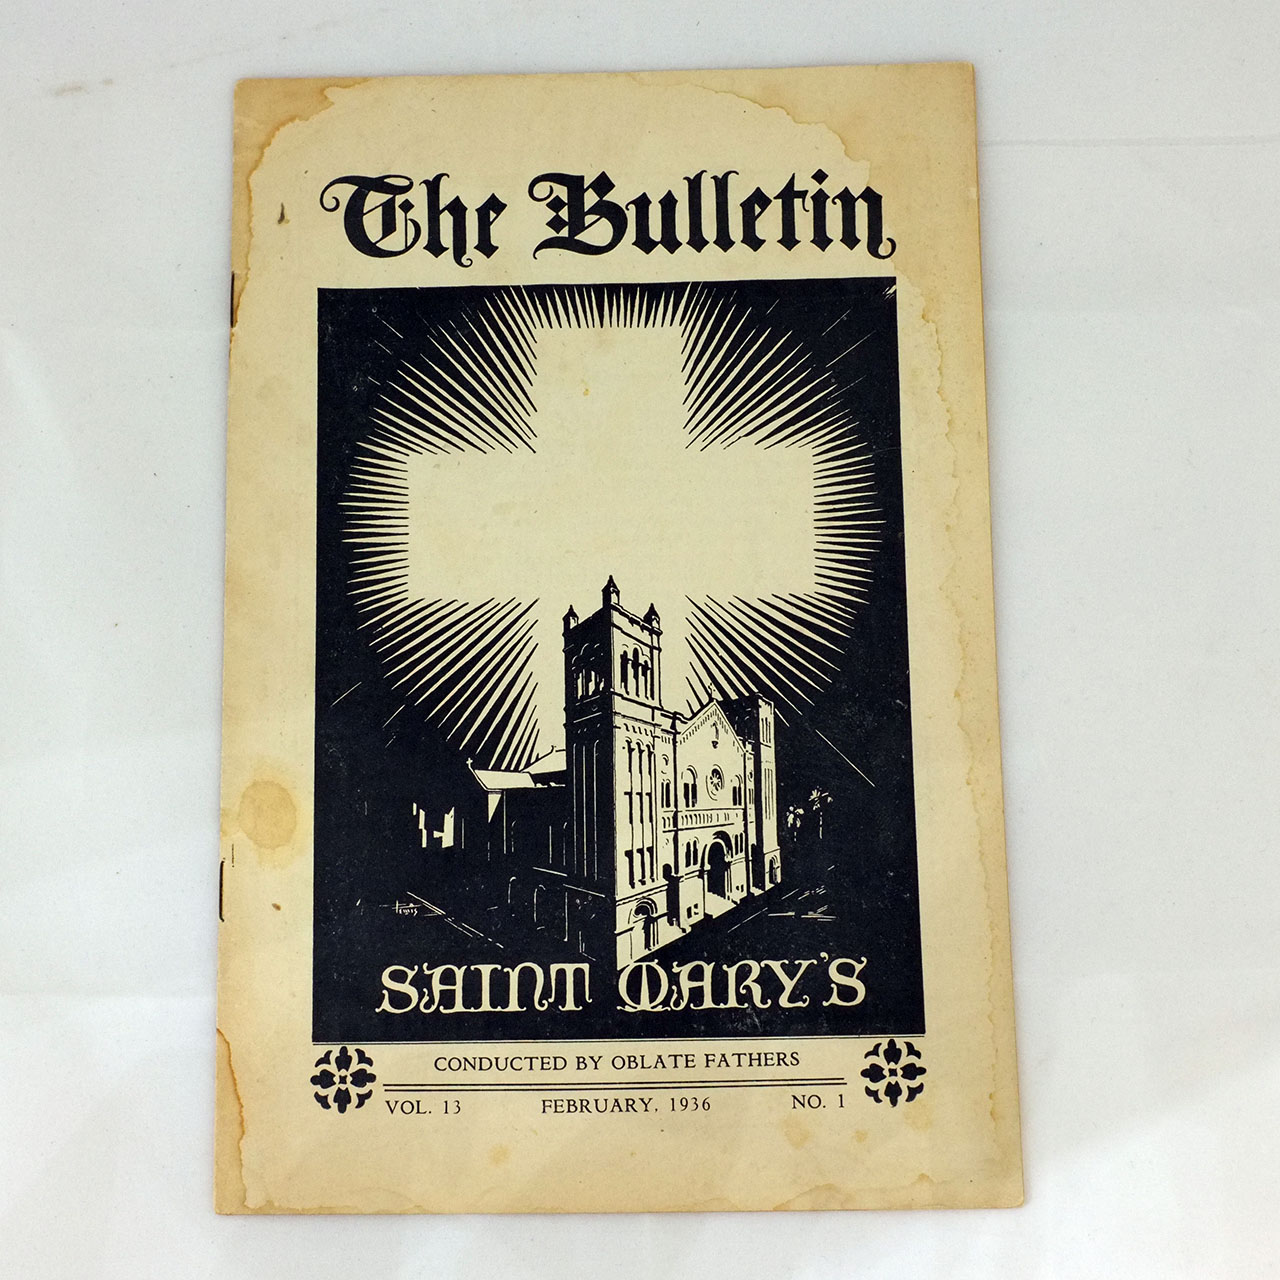 The Bulletin
SAINT MARY'S
CONDUCTED BY OBLATE FATHERS
VOL. 13 FEBRUARY, 1936 NO. 1